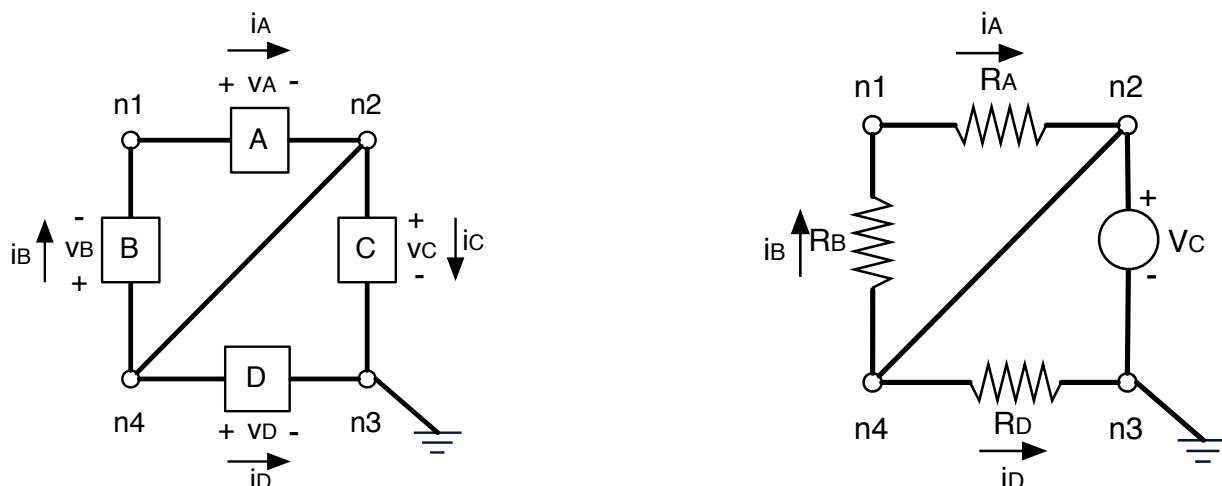 iA
+ vA -
n1
n2
A
-
+
iB
vB
B
C
vC
iC
+
-
D
n4
+ vD -
n3
iD
iA
RA
n1
n2
+
iB
RB
VC
-
n4
RD
n3
iD